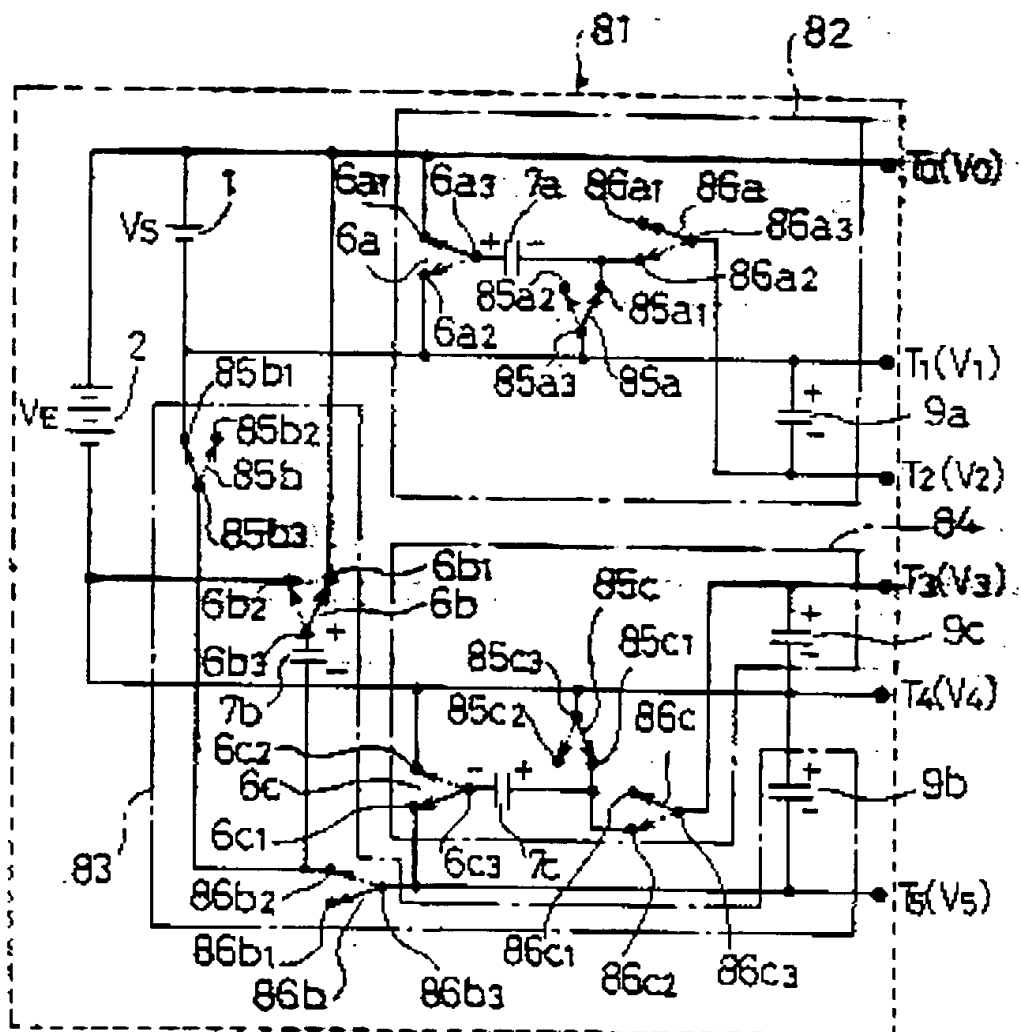 81
82
T0(V0)
1
6a1
6a3
7a
86a1
86a
86a3
VS
6a
+
-
86a2
85a2
85a1
6a2
2
85b1
85a3
85a
T1(V1)
+
9a
-
VE
85b2
85b
T2(V2)
85b3
84
6b1
6b2
6b
85c
T3(V3)
+
6b3
-
85c3
85c1
+
9c
-
7b
85c2
86c
T4(V4)
6c2
6c
-
+
+
9b
-
6c1
6c3
7c
83
86b2
T5(V5)
86b1
86c1
86c2
86c3
86b
86b3